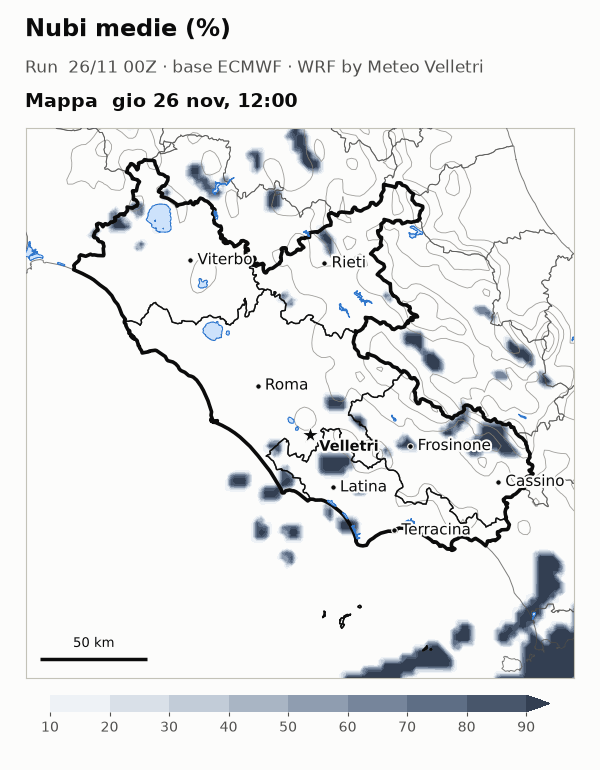 Nubi medie (%)
Run  26/11 00Z · base ECMWF · WRF by Meteo Velletri
Mappa  gio 26 nov, 12:00
Viterbo
Rieti
Roma
Velletri
Frosinone
Latina
Cassino
Terracina
50 km
10 20 30 40 50 60 70 80 90